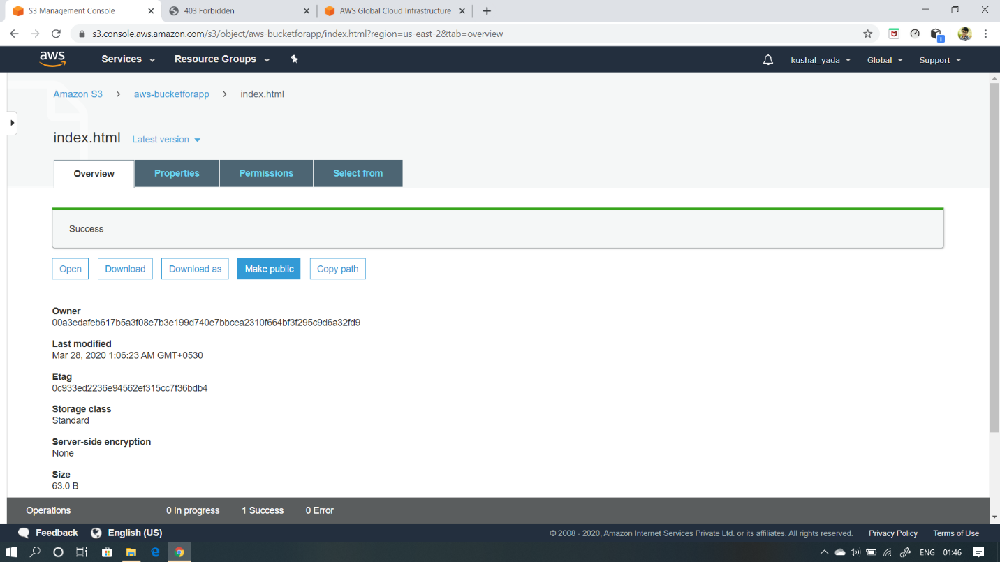 S3 Management Console
403 Forbidden
AWS Global Cloud Infrastructure
s3.console.aws.amazon.com/s3/object/aws-bucketforapp/index.html?region=us-east-2&tab=overview
1
aws
Services
Resource Groups
kushal_yada
Global
Support
Amazon S3 > aws-bucketforapp > index.html
index.html Latest version
Overview
Properties
Permissions
Select from
Success
Open
Download
Download as
Make public
Copy path
Owner
00a3edafeb617b5a3f08e7b3e199d740e7bbcea2310f664bf3f295c9d6a32fd9
Last modified
Mar 28, 2020 1:06:23 AM GMT+0530
Etag
0c933ed2236e94562ef315cc7f36bdb4
Storage class
Standard
Server-side encryption
None
Size
63.0 B
Operations 0 In progress 1 Success 0 Error
Feedback English (US) © 2008 - 2020, Amazon Internet Services Private Ltd. or its affiliates. All rights reserved. Privacy Policy Terms of Use
ENG 01:46